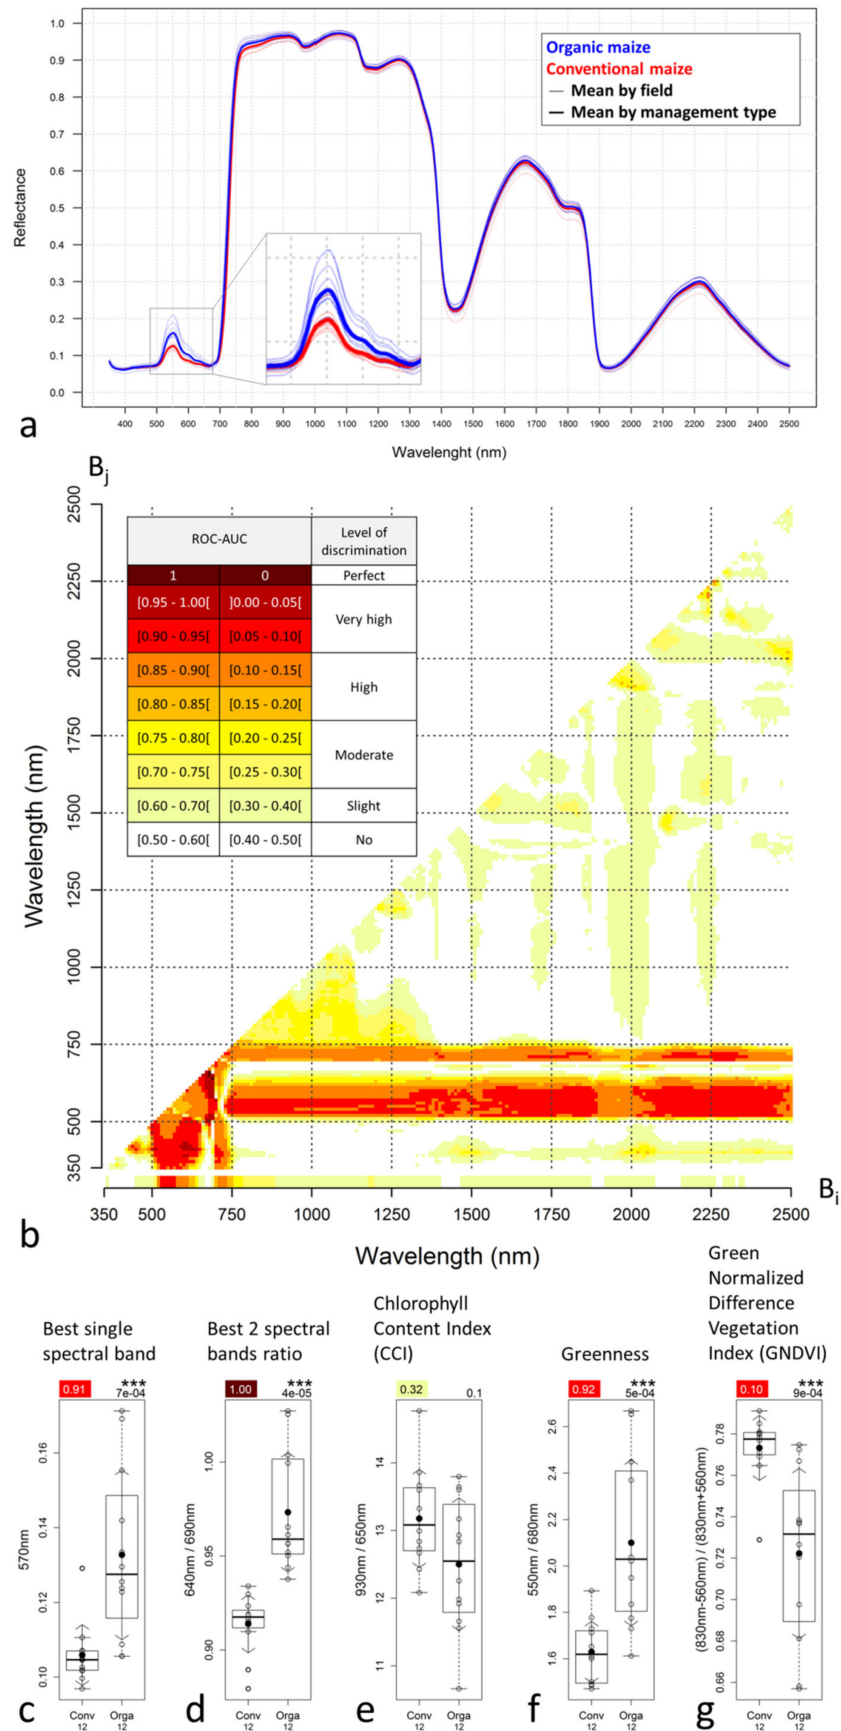 1.0
0.9
0.8
0.7
0.6
0.5
0.4
0.3
0.2
0.1
0.0
Reflectance
Organic maize
Conventional maize
Mean by field
Mean by management type
400 500 600 700 800 900 1000 1100 1200 1300 1400 1500 1600 1700 1800 1900 2000 2100 2200 2300 2400 2500
Wavelenght (nm)
a
Bj
2500
2250
2000
1750
1500
1250
1000
750
500
350
Wavelength (nm)
ROC-AUC Level of discrimination
1 0 Perfect
[0.95 - 1.00[ ]0.00 - 0.05[ Very high
[0.90 - 0.95[ [0.05 - 0.10[
[0.85 - 0.90[ [0.10 - 0.15[ High
[0.80 - 0.85[ [0.15 - 0.20[
[0.75 - 0.80[ [0.20 - 0.25[ Moderate
[0.70 - 0.75[ [0.25 - 0.30[
[0.60 - 0.70[ [0.30 - 0.40[ Slight
[0.50 - 0.60[ [0.40 - 0.50[ No
350 500 750 1000 1250 1500 1750 2000 2250 2500
Bi
b
Wavelength (nm)
Best single
spectral band
0.91
***
7e-04
0.16
0.14
0.12
0.10
570nm
c
Conv Orga
12 12
Best 2 spectral
bands ratio
1.00
***
4e-05
1.00
0.95
0.90
640nm / 690nm
d
Conv Orga
12 12
Chlorophyll
Content Index
(CCI)
0.32
0.1
14
13
12
11
930nm / 650nm
e
Conv Orga
12 12
Greenness
0.92
***
5e-04
2.6
2.4
2.2
2.0
1.8
1.6
550nm / 680nm
f
Conv Orga
12 12
Green
Normalized
Difference
Vegetation
Index (GNDVI)
0.10
***
9e-04
0.78
0.76
0.74
0.72
0.70
0.68
0.66
(830nm-560nm) / (830nm+560nm)
g
Conv Orga
12 12